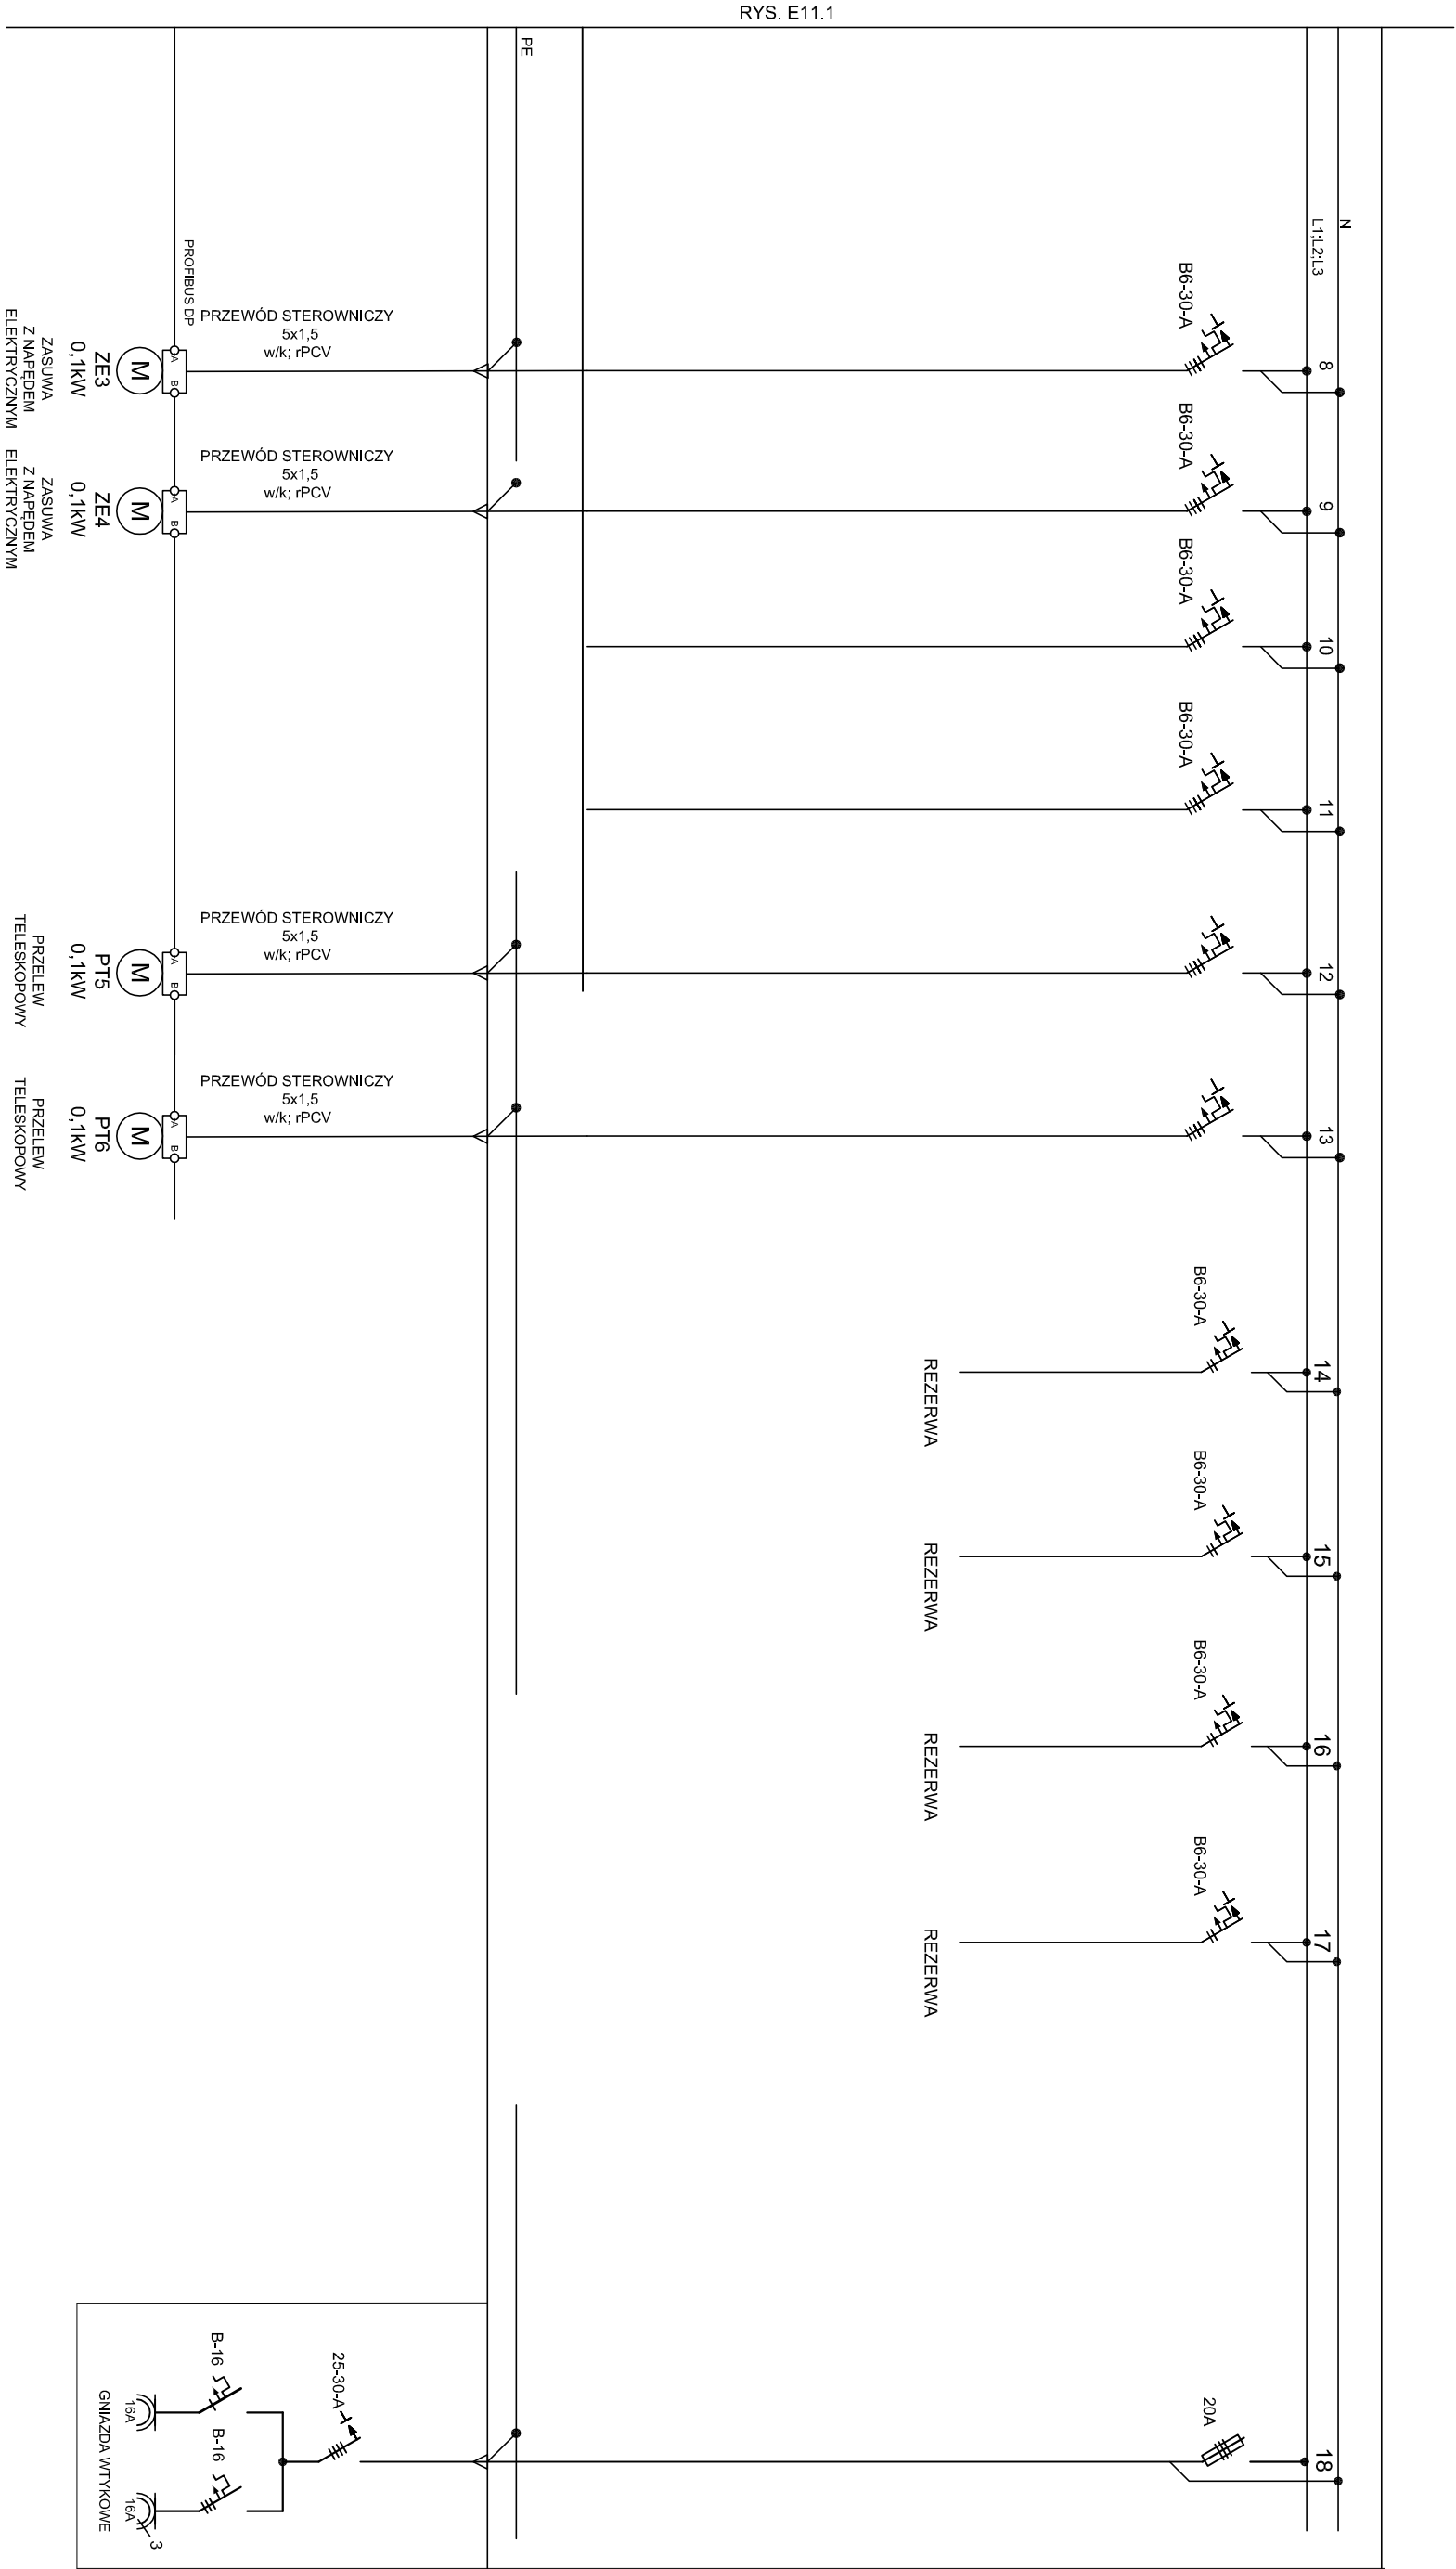 RYS. E11.1
PE
N
L1;L2;L3
PROFIBUS DP
B6-30-A
8
PRZEWÓD STEROWNICZY
5x1,5
w/k; rPCV
A
B
M
ZE3
0,1kW
ZASUWA
Z NAPĘDEM
ELEKTRYCZNYM
B6-30-A
9
PRZEWÓD STEROWNICZY
5x1,5
w/k; rPCV
A
B
M
ZE4
0,1kW
ZASUWA
Z NAPĘDEM
ELEKTRYCZNYM
B6-30-A
10
B6-30-A
11
12
PRZEWÓD STEROWNICZY
5x1,5
w/k; rPCV
A
B
M
PT5
0,1kW
PRZELEW
TELESKOPOWY
13
PRZEWÓD STEROWNICZY
5x1,5
w/k; rPCV
A
B
M
PT6
0,1kW
PRZELEW
TELESKOPOWY
B6-30-A
14
REZERWA
B6-30-A
15
REZERWA
B6-30-A
16
REZERWA
B6-30-A
17
REZERWA
20A
18
25-30-A
B-16
B-16
16A
16A
3
GNIAZDA WTYKOWE